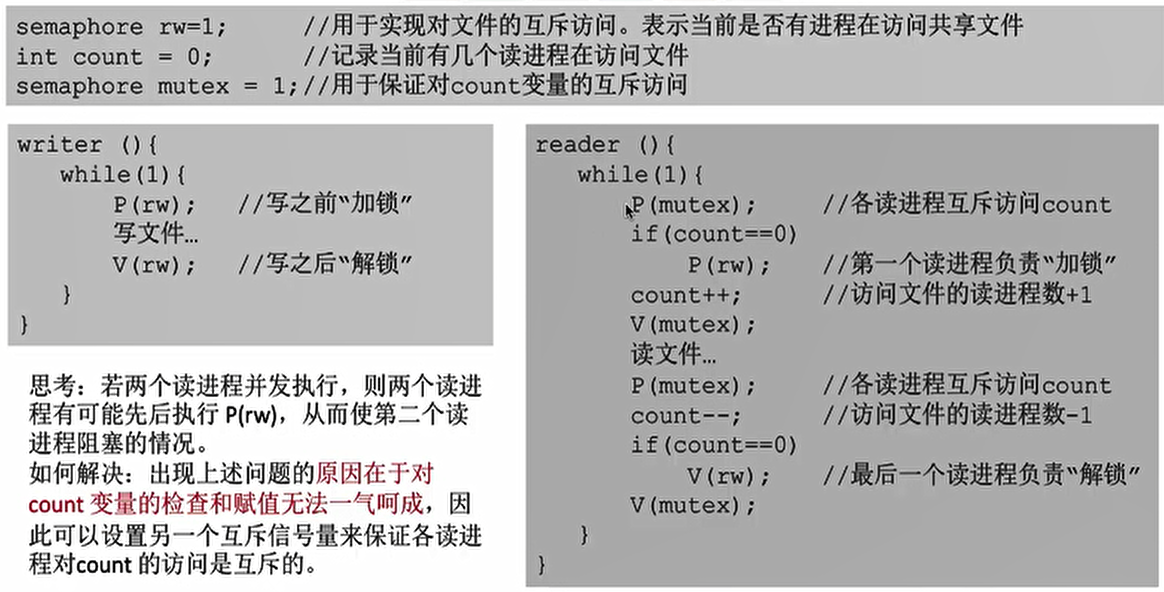 semaphore rw=1; //用于实现对文件的互斥访问。表示当前是否有进程在访问共享文件
int count = 0; //记录当前有几个读进程在访问文件
semaphore mutex = 1;//用于保证对count变量的互斥访问
writer (){
while(1){
P(rw); //写之前“加锁”
写文件…
V(rw); //写之后“解锁”
}
}
思考：若两个读进程并发执行，则两个读进
程有可能先后执行 P(rw)，从而使第二个读
进程阻塞的情况。
如何解决：出现上述问题的原因在于对
count 变量的检查和赋值无法一气呵成，因
此可以设置另一个互斥信号量来保证各读进
程对count 的访问是互斥的。
reader (){
while(1){
P(mutex); //各读进程互斥访问count
if(count==0)
P(rw); //第一个读进程负责“加锁”
count++; //访问文件的读进程数+1
V(mutex);
读文件…
P(mutex); //各读进程互斥访问count
count--; //访问文件的读进程数−1
if(count==0)
V(rw); //最后一个读进程负责“解锁”
V(mutex);
}
}